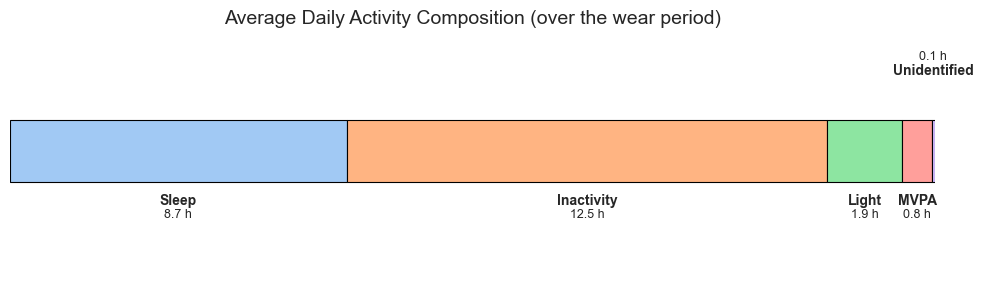 Average Daily Activity Composition (over the wear period)
0.1 h
Unidentified
Sleep
8.7 h
Inactivity
12.5 h
Light
1.9 h
MVPA
0.8 h